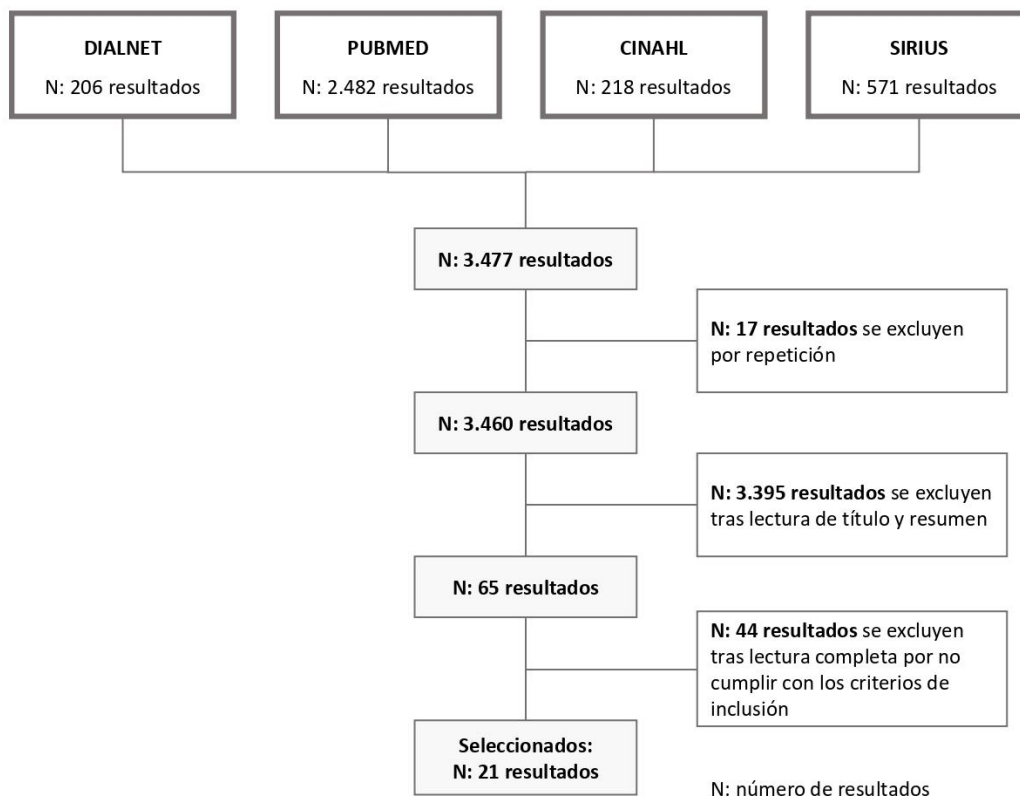 DIALNET
N: 206 resultados
PUBMED
N: 2.482 resultados
CINAHL
N: 218 resultados
SIRIUS
N: 571 resultados
N: 3.477 resultados
N: 17 resultados se excluyen
por repetición
N: 3.460 resultados
N: 3.395 resultados se excluyen
tras lectura de título y resumen
N: 65 resultados
N: 44 resultados se excluyen
tras lectura completa por no
cumplir con los criterios de
inclusión
Seleccionados:
N: 21 resultados
N: número de resultados